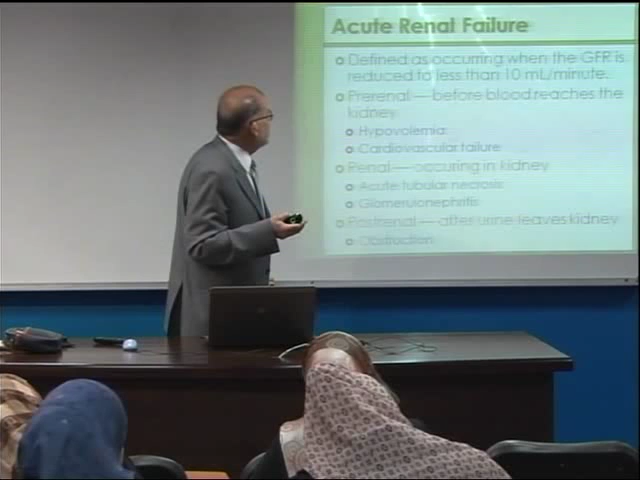 Acute Renal Failure
Defined as occurring when the GFR is
reduced to less than 10 mL/minute.
Prerenal — before blood reaches the
kidney
Hypovolemia
Cardiovascular failure
Renal — occuring in kidney
Acute tubular necrosis
Glomerulonephritis
Postrenal — after urine leaves kidney
Obstruction